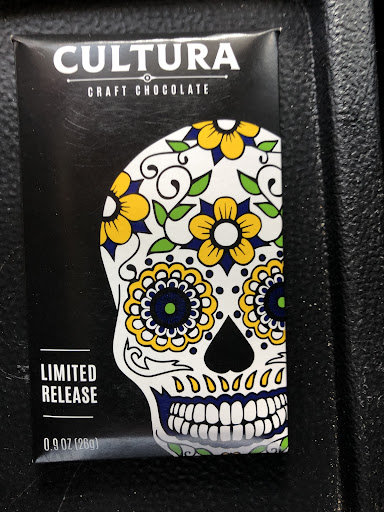 CULTURA
CRAFT CHOCOLATE
LIMITED
RELEASE
0.9 OZ (26g)